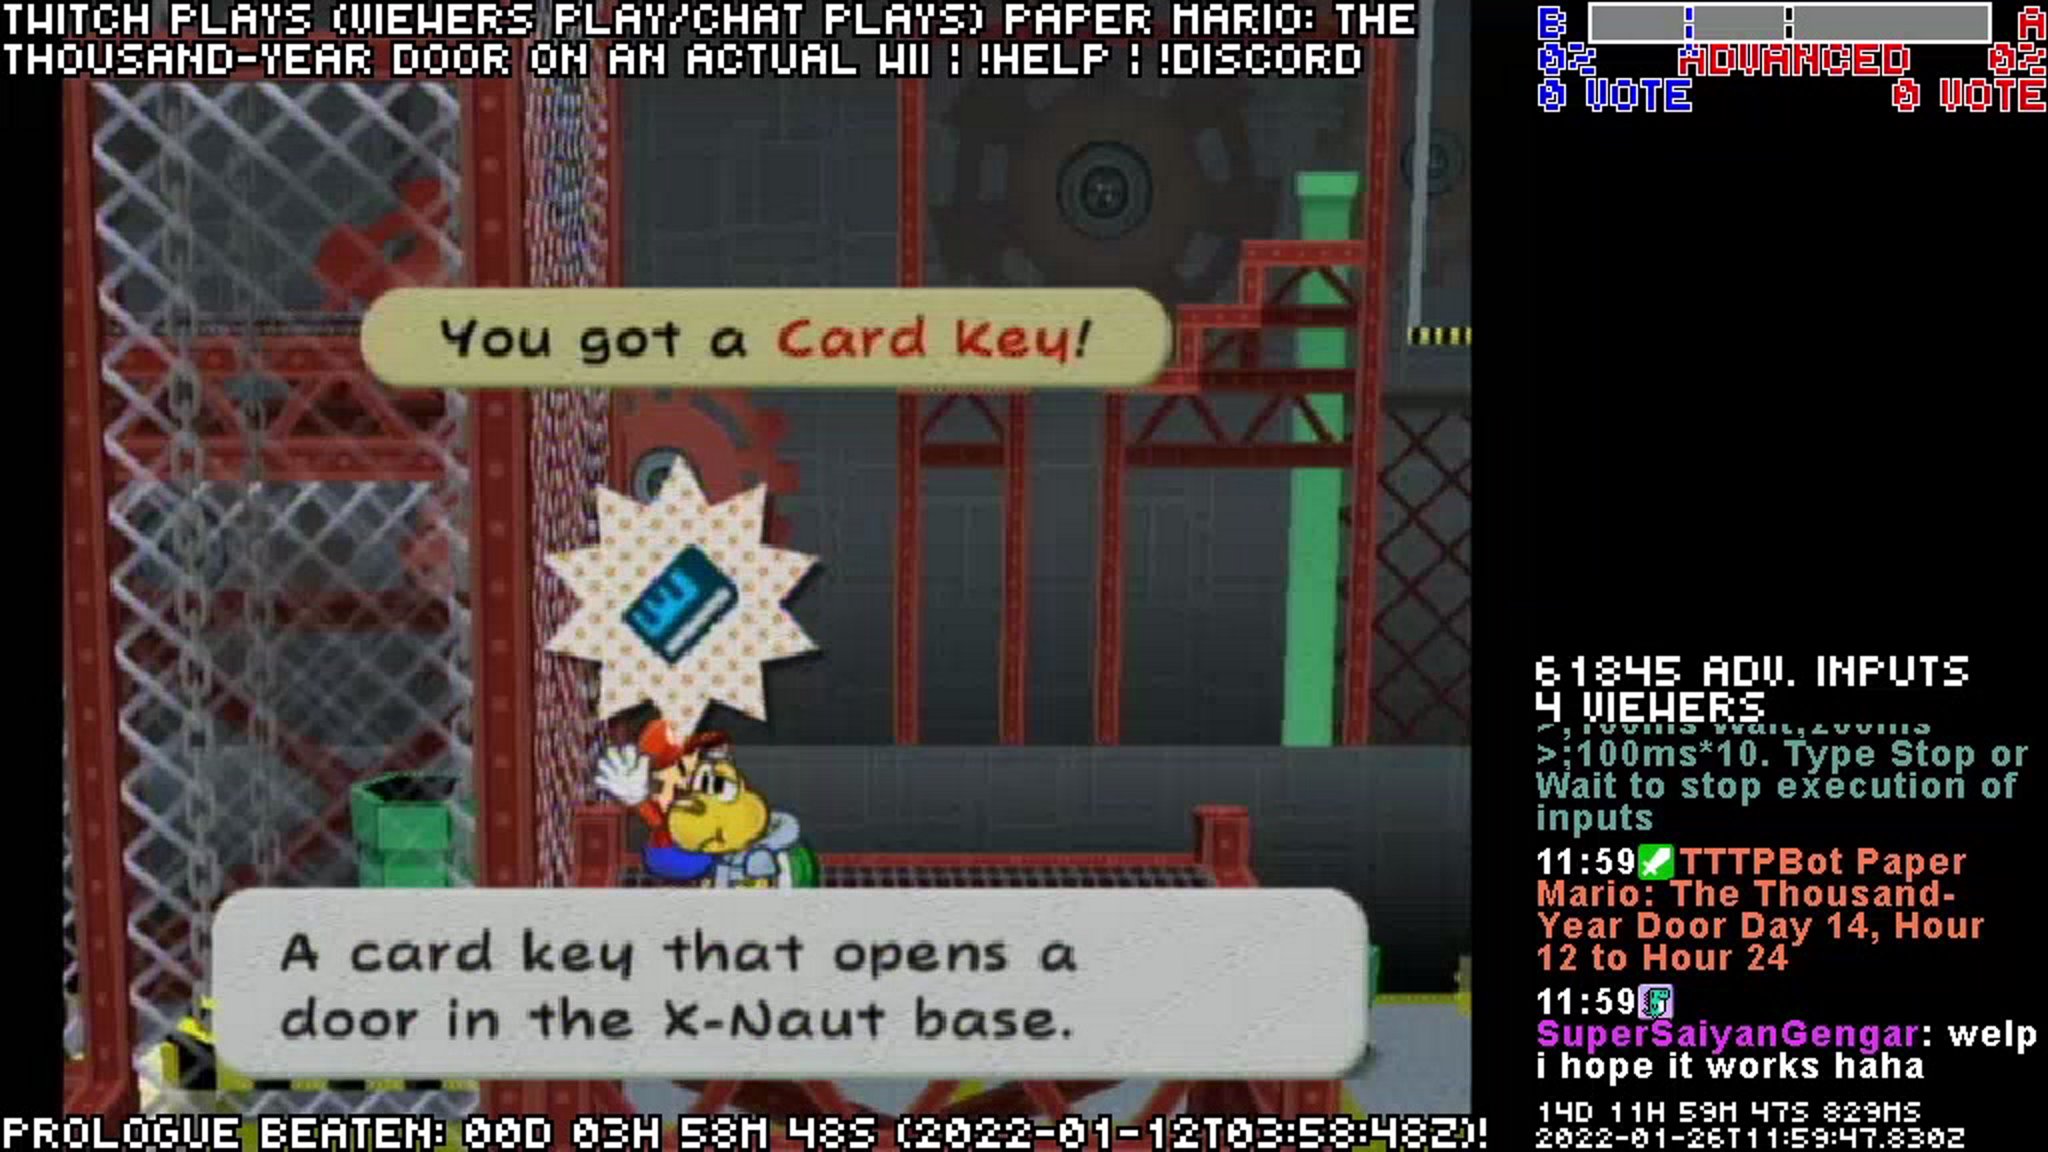 TWITCH PLAYS (VIEWERS PLAY/CHAT PLAYS) PAPER MARIO: THE
THOUSAND-YEAR DOOR ON AN ACTUAL WII ¦ !HELP ¦ !DISCORD
B A
0% ADVANCED 0%
0 VOTE 0 VOTE
You got a Card Key!
A card key that opens a
door in the X-Naut base.
61845 ADV. INPUTS
4 VIEWERS
>;100ms Wait,200ms
>;100ms*10. Type Stop or
Wait to stop execution of
inputs
11:59 TTTPBot Paper
Mario: The Thousand-
Year Door Day 14, Hour
12 to Hour 24
11:59
SuperSaiyanGengar: welp
i hope it works haha
14D 11H 59M 47S 829MS
2022-01-26T11:59:47.830Z
PROLOGUE BEATEN: 00D 03H 58M 48S (2022-01-12T03:58:48Z)!